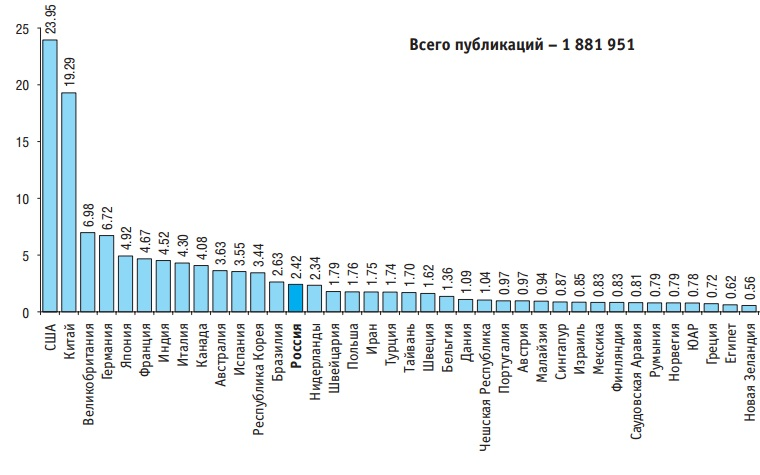 Всего публикаций – 1 881 951
25
20
15
10
5
0
23.95
19.29
6.98
6.72
4.92
4.67
4.52
4.30
4.08
3.63
3.55
3.44
2.63
2.42
2.34
1.79
1.76
1.75
1.74
1.70
1.62
1.36
1.09
1.04
0.97
0.97
0.94
0.87
0.85
0.83
0.83
0.81
0.79
0.79
0.78
0.72
0.62
0.56
США
Китай
Великобритания
Германия
Япония
Франция
Индия
Италия
Канада
Австралия
Испания
Республика Корея
Бразилия
Россия
Нидерланды
Швейцария
Польша
Иран
Турция
Тайвань
Швеция
Бельгия
Дания
Чешская Республика
Португалия
Австрия
Малайзия
Сингапур
Израиль
Мексика
Финляндия
Саудовская Аравия
Румыния
Норвегия
ЮАР
Греция
Египет
Новая Зеландия